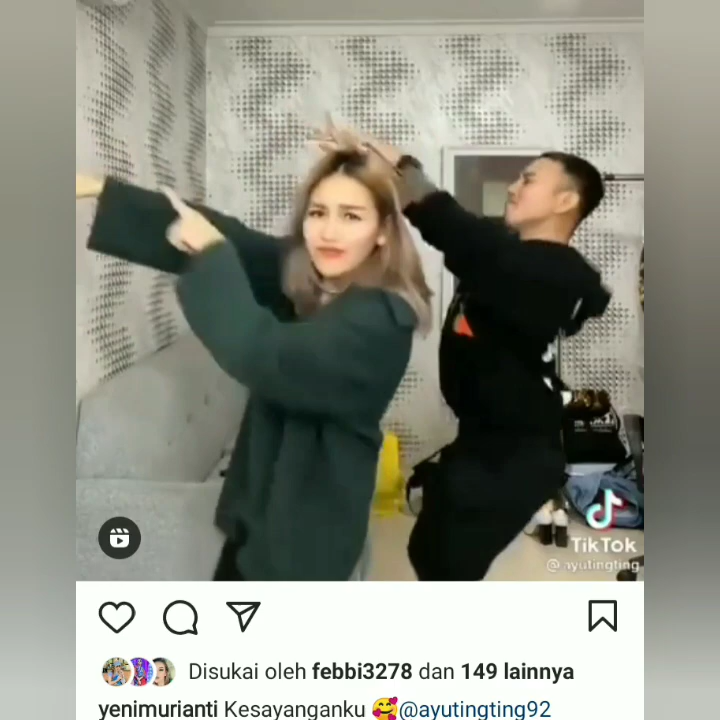 TikTok
@ayutingting
Disukai oleh febbi3278 dan 149 lainnya
yenimurianti Kesayanganku 🥰@ayutingting92